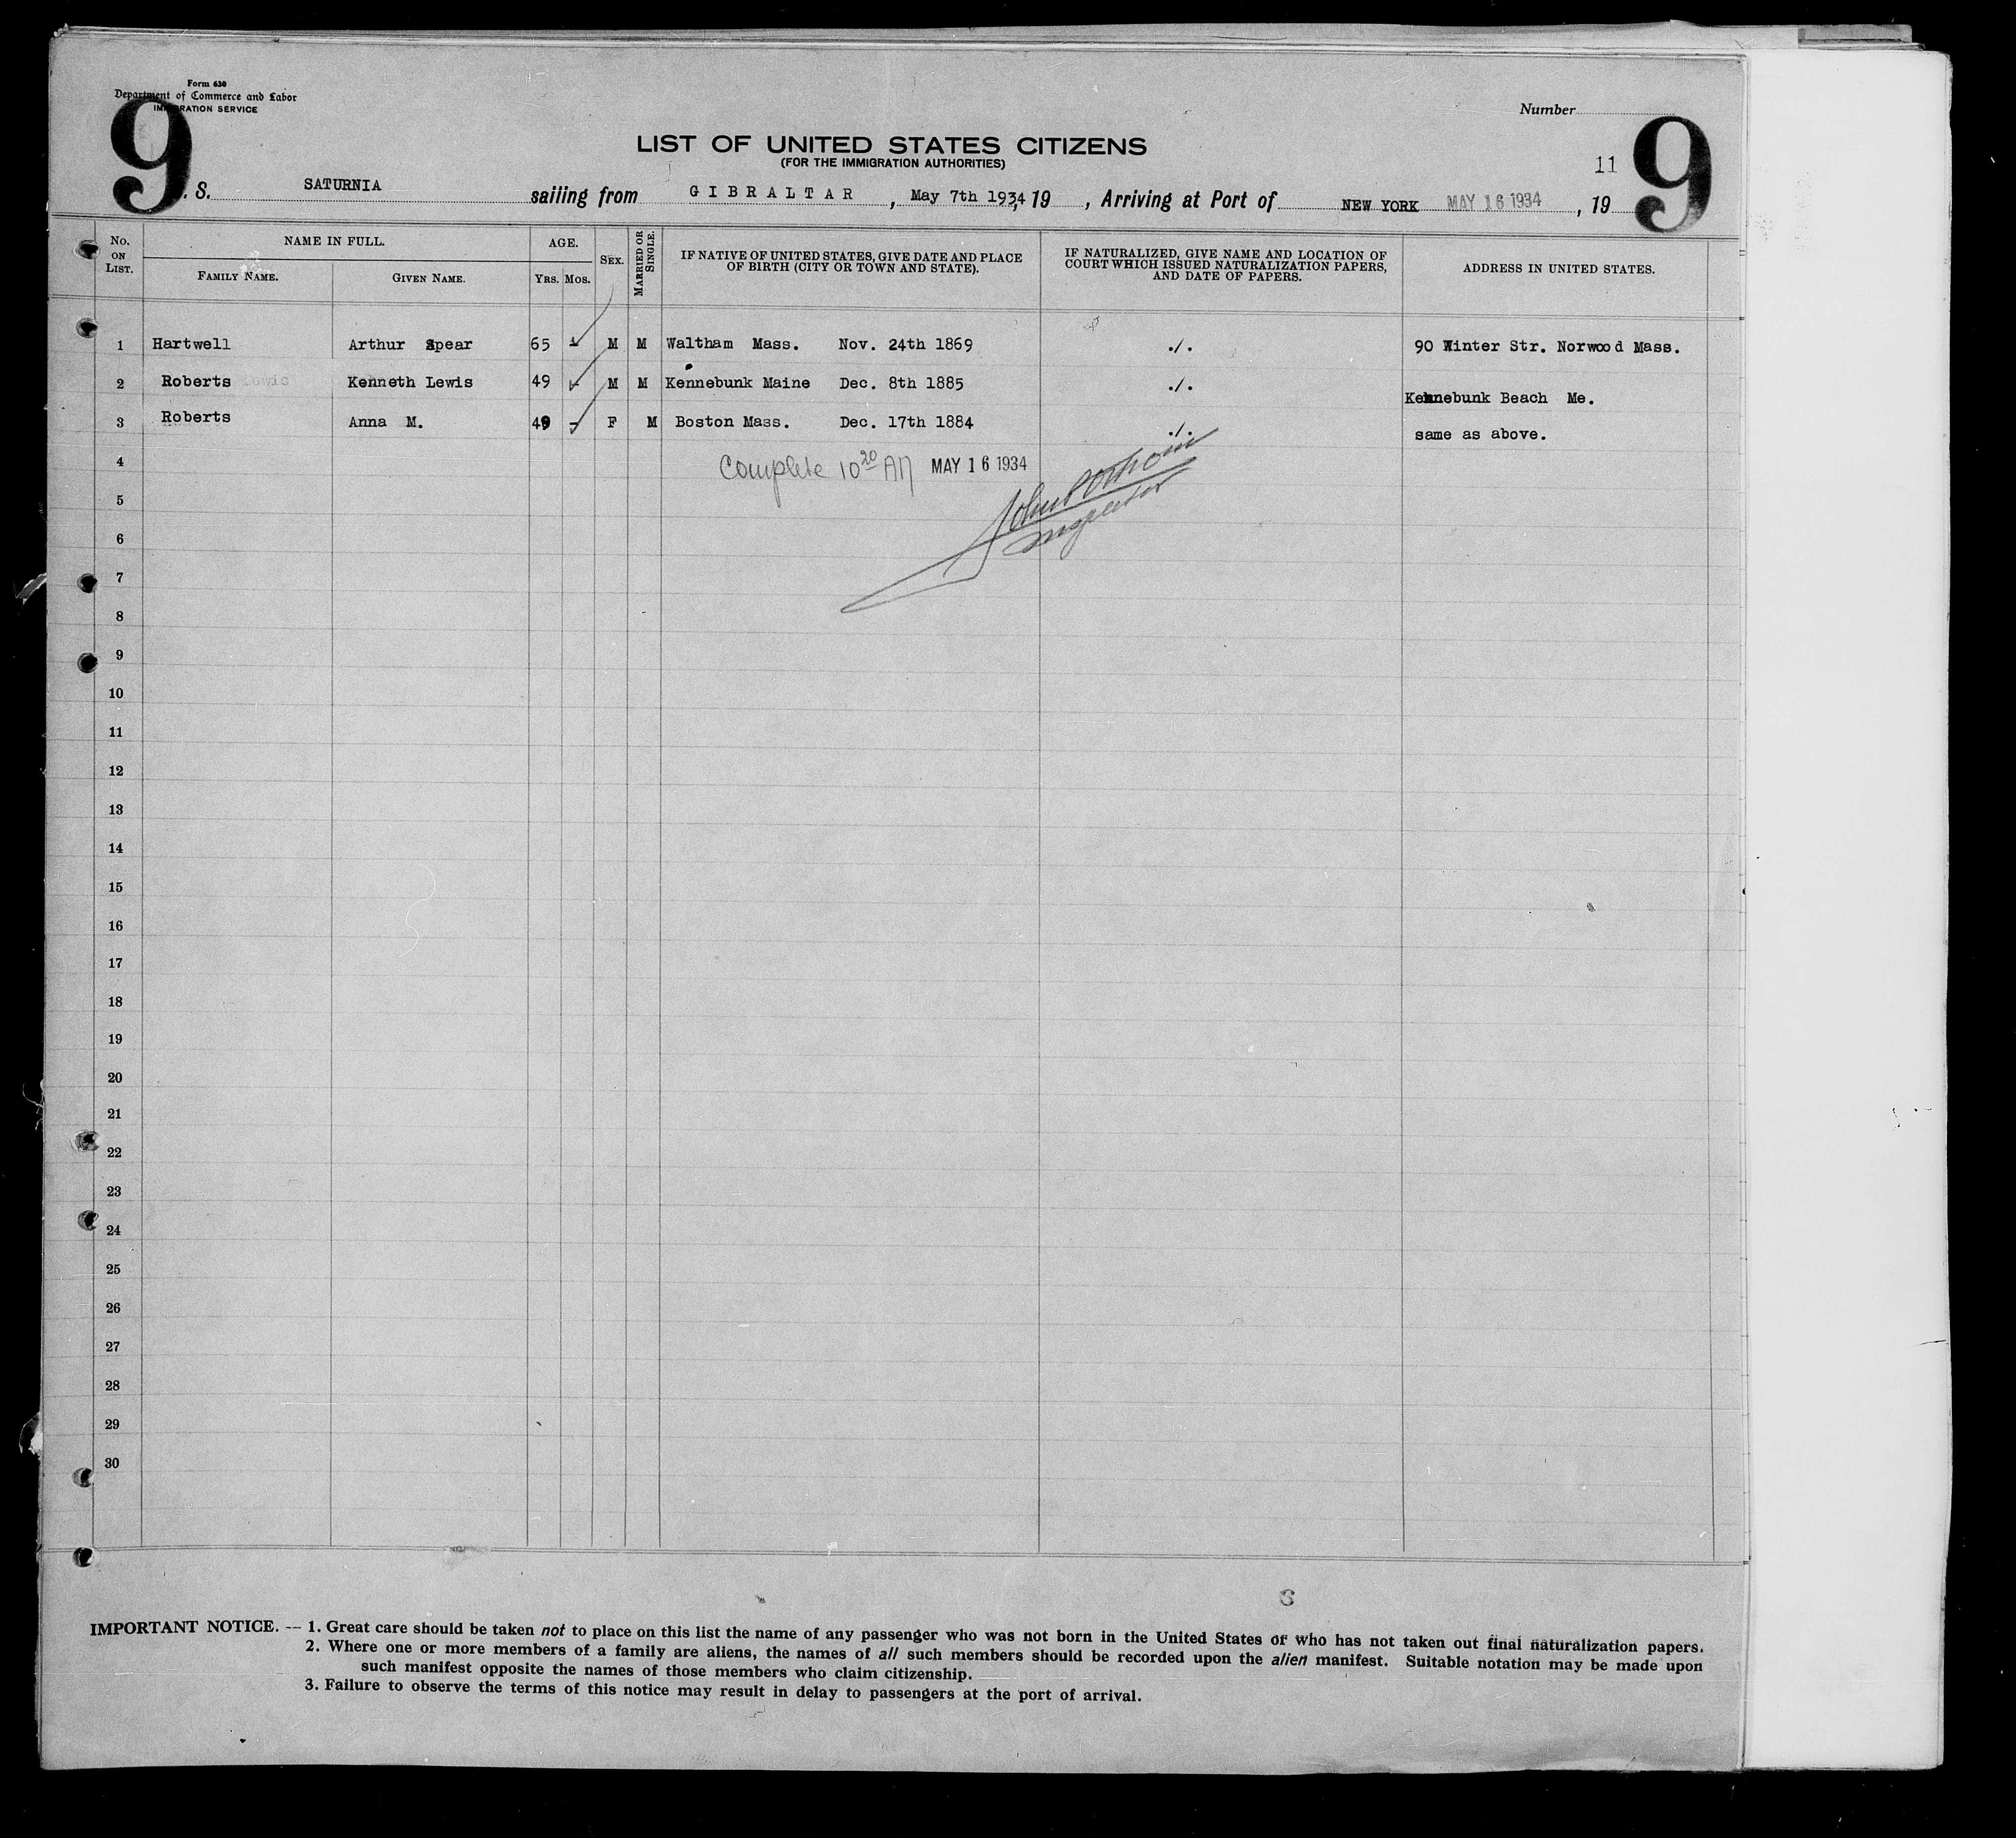 Form 630
Department of Commerce and Labor
IMMIGRATION SERVICE
Number
9
9
LIST OF UNITED STATES CITIZENS
(FOR THE IMMIGRATION AUTHORITIES)
11
S. SATURNIA sailing from GIBRALTAR, May 7th 1934, 19 , Arriving at Port of NEW YORK MAY 16 1934, 19
No. ON LIST. NAME IN FULL. AGE. SEX. MARRIED OR SINGLE. IF NATIVE OF UNITED STATES, GIVE DATE AND PLACE OF BIRTH (CITY OR TOWN AND STATE). IF NATURALIZED, GIVE NAME AND LOCATION OF COURT WHICH ISSUED NATURALIZATION PAPERS, AND DATE OF PAPERS. ADDRESS IN UNITED STATES.
FAMILY NAME. GIVEN NAME. YRS. MOS.
1 Hartwell Arthur Spear 65 - M M Waltham Mass. Nov. 24th 1869 ./. 90 Winter Str. Norwood Mass.
2 Roberts Kenneth Lewis 49 - M M Kennebunk Maine Dec. 8th 1885 ./. Kennebunk Beach Me.
3 Roberts Anna M. 49 - F M Boston Mass. Dec. 17th 1884 ./. same as above.
4 Complete 10 20 AM MAY 16 1934
5
Inspector
6
7
8
9
10
11
12
13
14
15
16
17
18
19
20
21
22
23
24
25
26
27
28
29
30
6
IMPORTANT NOTICE. -- 1. Great care should be taken not to place on this list the name of any passenger who was not born in the United States or who has not taken out final naturalization papers.
2. Where one or more members of a family are aliens, the names of all such members should be recorded upon the alien manifest. Suitable notation may be made upon
such manifest opposite the names of those members who claim citizenship.
3. Failure to observe the terms of this notice may result in delay to passengers at the port of arrival.